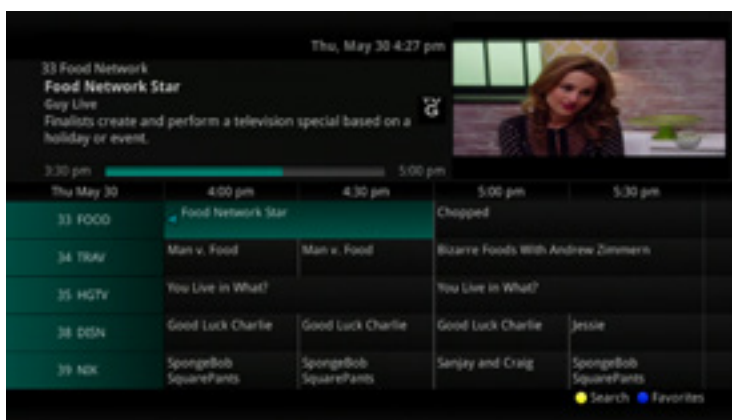 Thu, May 30 4:27 pm
33 Food Network
Food Network Star
Guy Live
Finalists create and perform a television special based on a
holiday or event.
3:30 pm 5:00 pm
Thu May 30 4:00 pm 4:30 pm 5:00 pm 5:30 pm
33 FOOD Food Network Star Chopped
34 TRAV Man v. Food Man v. Food Bizarre Foods With Andrew Zimmern
35 HGTV You Live in What? You Live in What?
38 DISN Good Luck Charlie Good Luck Charlie Good Luck Charlie Jessie
39 NIK SpongeBob SquarePants SpongeBob SquarePants Sanjay and Craig SpongeBob SquarePants
Search Favorites